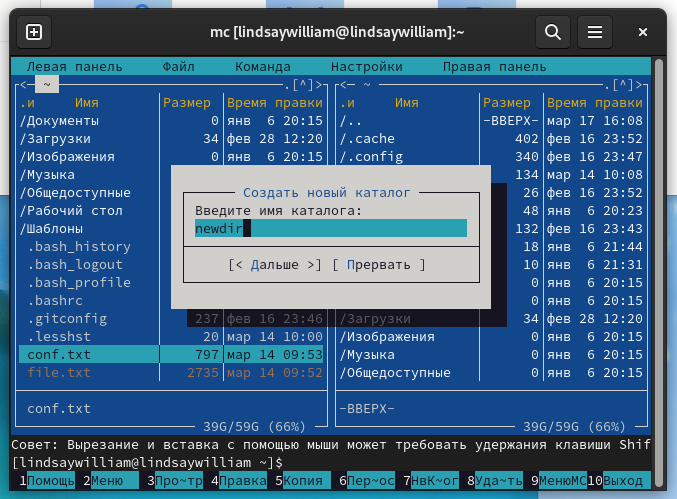 mc [lindsaywilliam@lindsaywilliam]:~
Левая панель Файл Команда Настройки Правая панель
<— ~ .[^]> <— ~ .[^]>
.и Имя Размер Время правки .и Имя Размер Время правки
/Документы 0 янв 6 20:15 /.. -ВВЕРХ- мар 17 16:08
/Загрузки 34 фев 28 12:20 /.cache 402 фев 16 23:52
/Изображения 0 янв 6 20:15 /.config 340 фев 16 23:47
/Музыка 134 мар 14 10:08
Создать новый каталог
/Общедоступные 26 фев 16 23:52
/Рабочий стол Введите имя каталога: 48 янв 6 20:23
/Шаблоны newdir 132 фев 16 23:43
.bash_history 18 янв 6 21:44
.bash_logout [< Дальше >] [ Прервать ] 10 янв 6 21:31
.bash_profile 0 янв 6 20:15
.bashrc 0 янв 6 20:15
.gitconfig 237 фев 16 23:46 /Загрузки 34 фев 28 12:20
.lesshst 20 мар 14 10:00 /Изображения 0 янв 6 20:15
conf.txt 797 мар 14 09:53 /Музыка 0 янв 6 20:15
file.txt 2735 мар 14 09:52 /Общедоступные 0 янв 6 20:15
conf.txt -ВВЕРХ-
39G/59G (66%) 39G/59G (66%)
Совет: Вырезание и вставка с помощью мыши может требовать удержания клавиши Shif
[lindsaywilliam@lindsaywilliam ~]$
1Помощь 2Меню 3Про~тр 4Правка 5Копия 6Пер~ос 7НвК~ог 8Уда~ть 9МенюМС 10Выход